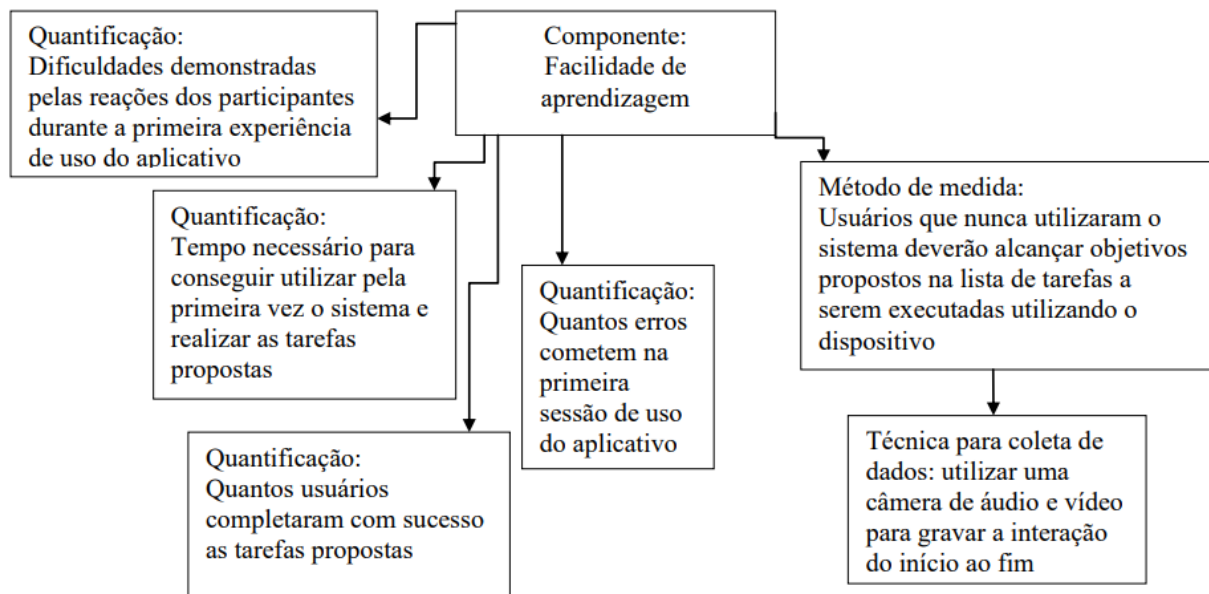 Quantificação:
Dificuldades demonstradas
pelas reações dos participantes
durante a primeira experiência
de uso do aplicativo
Componente:
Facilidade de
aprendizagem
Quantificação:
Tempo necessário para
conseguir utilizar pela
primeira vez o sistema e
realizar as tarefas
propostas
Quantificação:
Quantos usuários
completaram com sucesso
as tarefas propostas
Quantificação:
Quantos erros
cometem na
primeira
sessão de uso
do aplicativo
Método de medida:
Usuários que nunca utilizaram o
sistema deverão alcançar objetivos
propostos na lista de tarefas a
serem executadas utilizando o
dispositivo
Técnica para coleta de
dados: utilizar uma
câmera de áudio e vídeo
para gravar a interação
do início ao fim